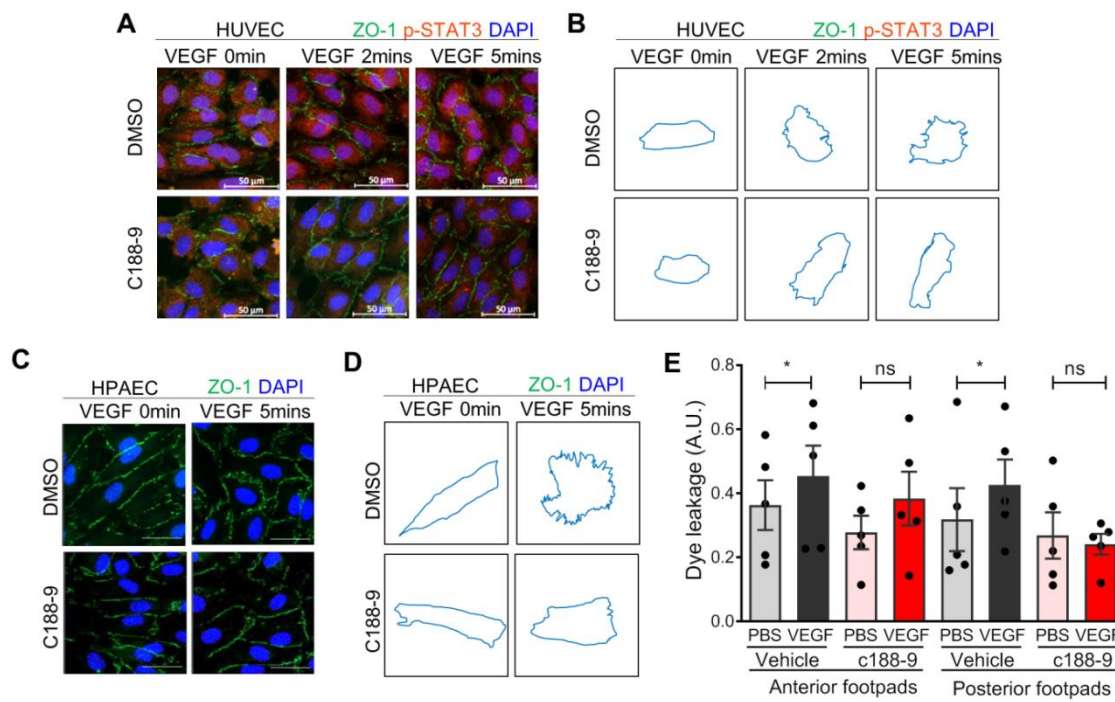 A
HUVEC ZO-1 p-STAT3 DAPI
VEGF 0min VEGF 2mins VEGF 5mins
DMSO
50 μm 50 μm 50 μm
C188-9
50 μm 50 μm 50 μm
B
HUVEC ZO-1 p-STAT3 DAPI
VEGF 0min VEGF 2mins VEGF 5mins
DMSO
C188-9
C
HPAEC ZO-1 DAPI
VEGF 0min VEGF 5mins
DMSO
C188-9
D
HPAEC ZO-1 DAPI
VEGF 0min VEGF 5mins
DMSO
C188-9
E
Dye leakage (A.U.)
0.8
0.6
0.4
0.2
0.0
* ns * ns
PBS VEGF PBS VEGF PBS VEGF PBS VEGF
Vehicle c188-9 Vehicle c188-9
Anterior footpads Posterior footpads